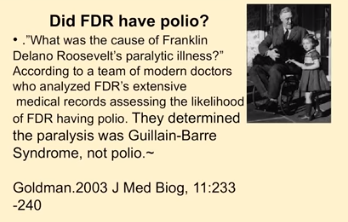 Did FDR have polio?
• .”What was the cause of Franklin
Delano Roosevelt’s paralytic illness?”
According to a team of modern doctors
who analyzed FDR’s extensive
medical records assessing the likelihood
of FDR having polio. They determined
the paralysis was Guillain-Barre
Syndrome, not polio.~
Goldman.2003 J Med Biog, 11:233
-240